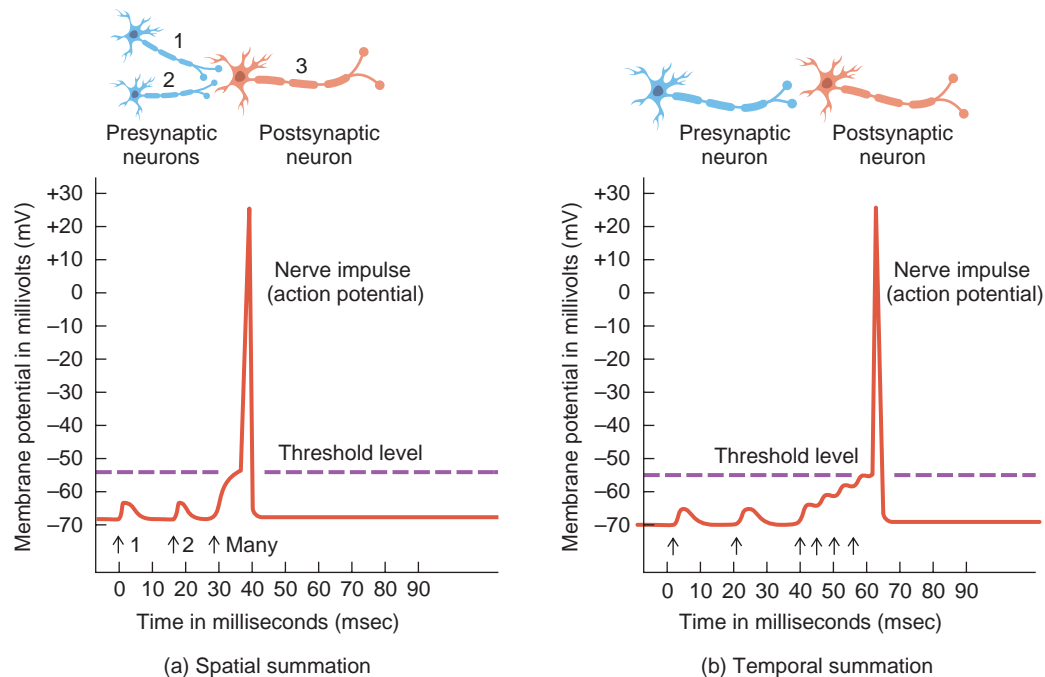 1
2
3
Presynaptic
neurons
Postsynaptic
neuron
Membrane potential in millivolts (mV)
+30
+20
+10
0
–10
–20
–30
–40
–50
–60
–70
Nerve impulse
(action potential)
Threshold level
1
2
Many
0 10 20 30 40 50 60 70 80 90
Time in milliseconds (msec)
(a) Spatial summation
Presynaptic
neuron
Postsynaptic
neuron
Membrane potential in millivolts (mV)
+30
+20
+10
0
–10
–20
–30
–40
–50
–60
–70
Nerve impulse
(action potential)
Threshold level
0 10 20 30 40 50 60 70 80 90
Time in milliseconds (msec)
(b) Temporal summation